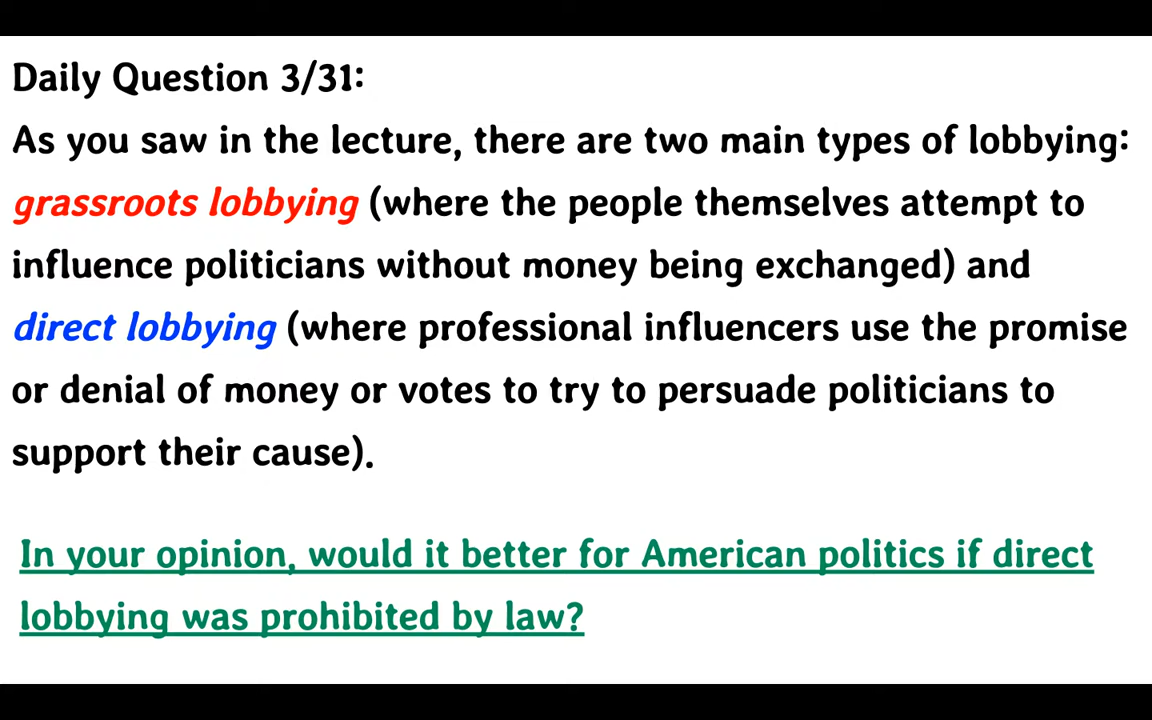 Daily Question 3/31:
As you saw in the lecture, there are two main types of lobbying:
grassroots lobbying (where the people themselves attempt to
influence politicians without money being exchanged) and
direct lobbying (where professional influencers use the promise
or denial of money or votes to try to persuade politicians to
support their cause).
In your opinion, would it better for American politics if direct
lobbying was prohibited by law?